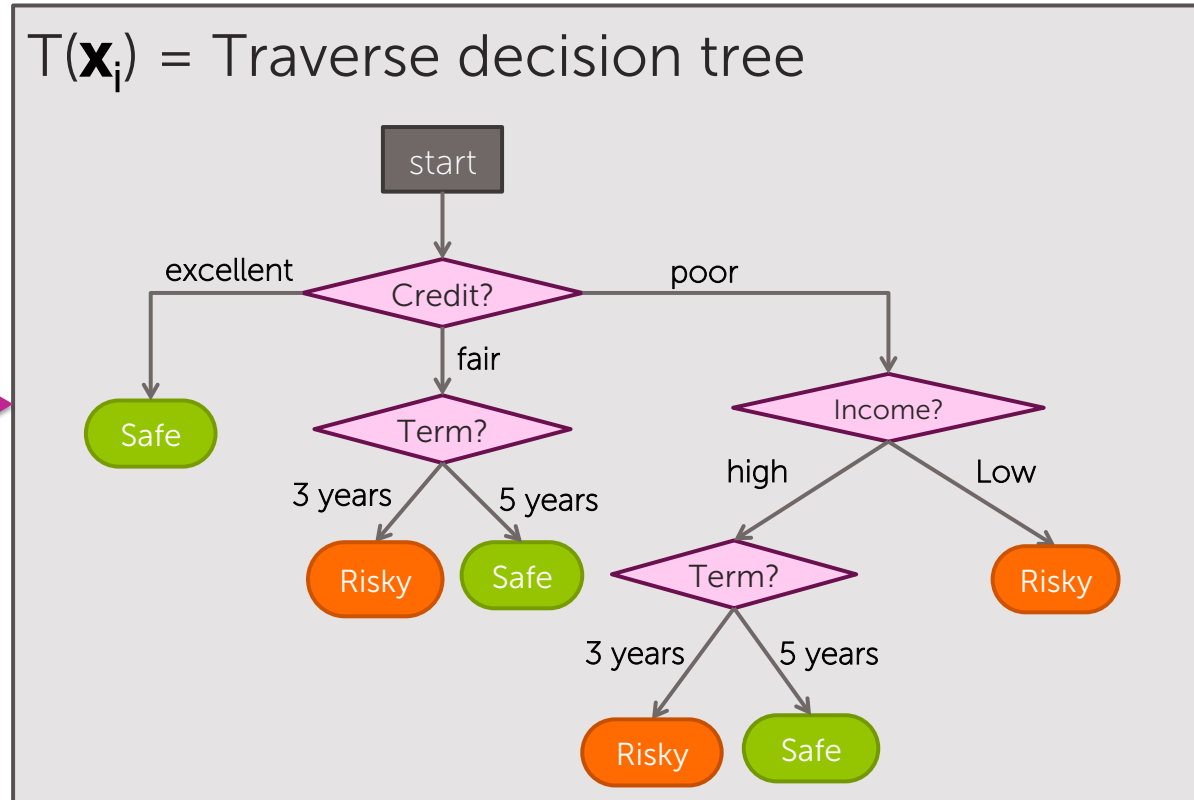 T(xi) = Traverse decision tree
start
excellent
poor
Credit?
fair
Safe
Term?
Income?
3 years
5 years
high
Low
Risky
Safe
Term?
Risky
3 years
5 years
Risky
Safe